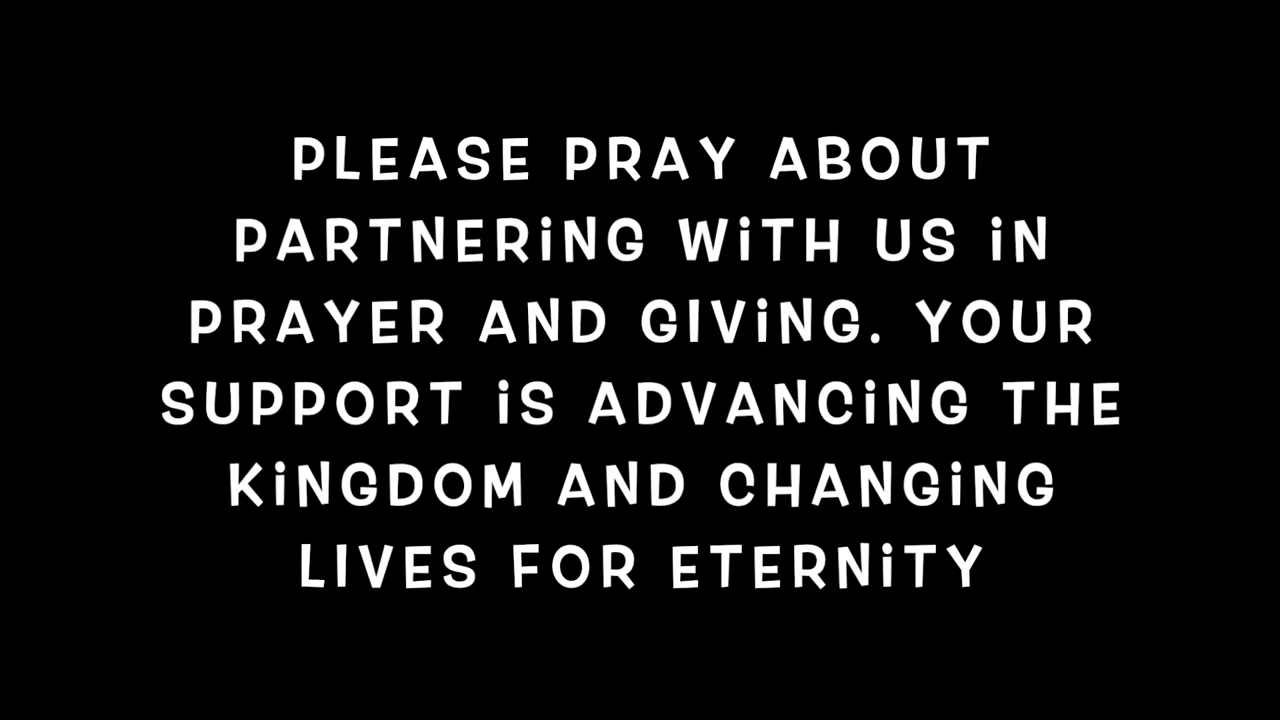 PLEASE PRAY ABOUT
PARTNERiNG WiTH US iN
PRAYER AND GIViNG. YOUR
SUPPORT iS ADVANCiNG THE
KiNGDOM AND CHANGiNG
LIVES FOR ETERNiTY